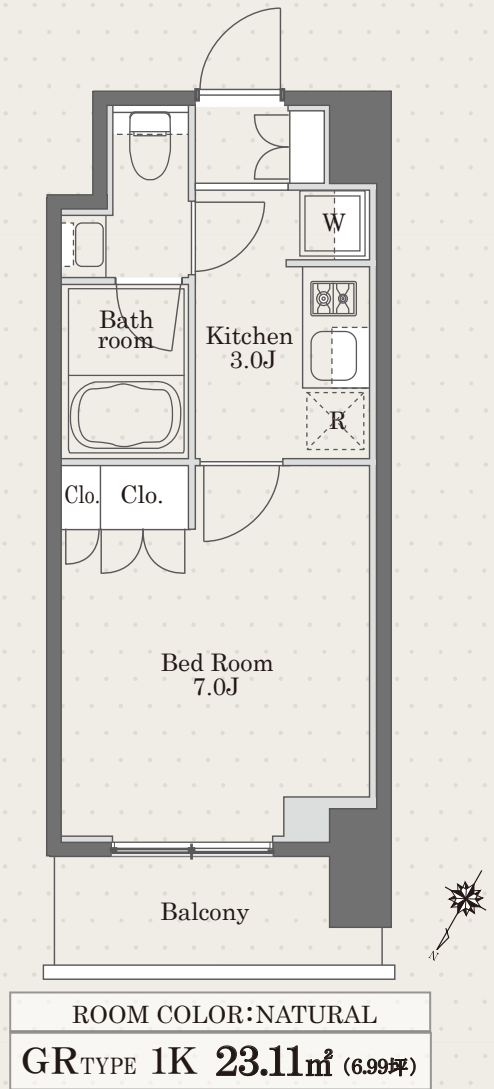 W
Bath
room
Kitchen
3.0J
R
Clo. Clo.
Bed Room
7.0J
Balcony
N
ROOM COLOR:NATURAL
GRTYPE 1K 23.11㎡ (6.99坪)